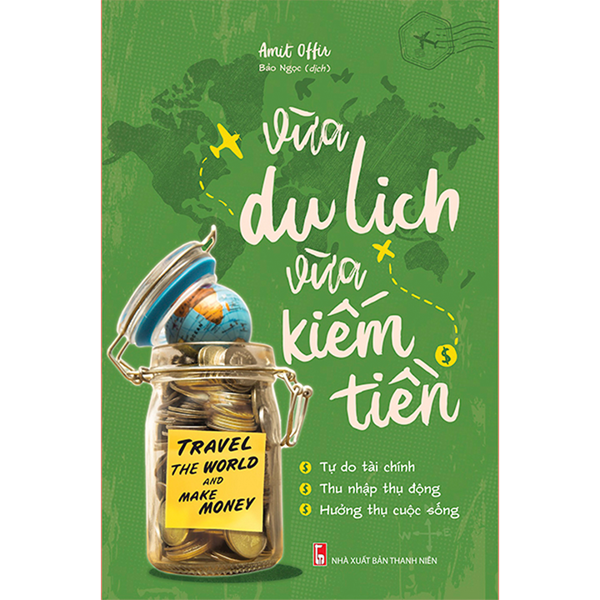 Amit Offir
Bảo Ngọc (dịch)
vừa
du lịch
vừa
kiếm
tiền
TRAVEL
THE WORLD
AND
MAKE
MONEY
$ Tự do tài chính
$ Thu nhập thụ động
$ Hưởng thụ cuộc sống
NHÀ XUẤT BẢN THANH NIÊN